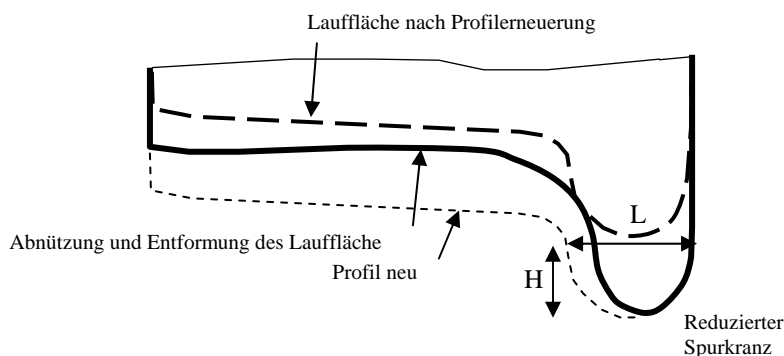 Lauffläche nach Profilerneuerung
L
Abnützung und Entformung des Lauffläche
Profil neu
H
Reduzierter
Spurkranz